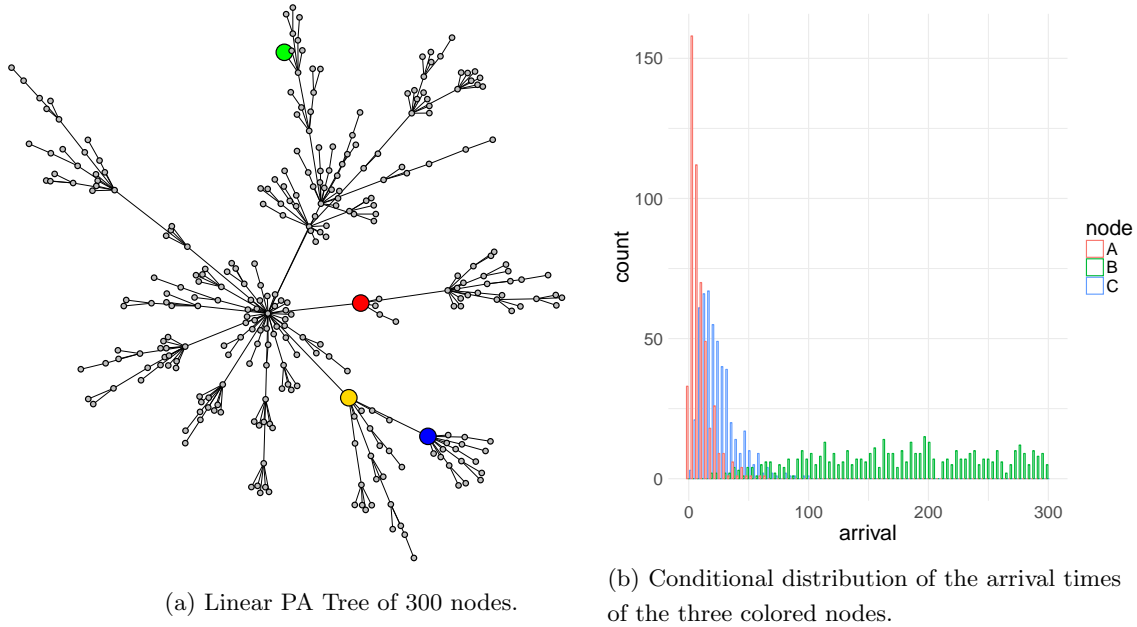 150
100
50
0
count
0
100
200
300
arrival
node
A
B
C
(a) Linear PA Tree of 300 nodes.
(b) Conditional distribution of the arrival times
of the three colored nodes.